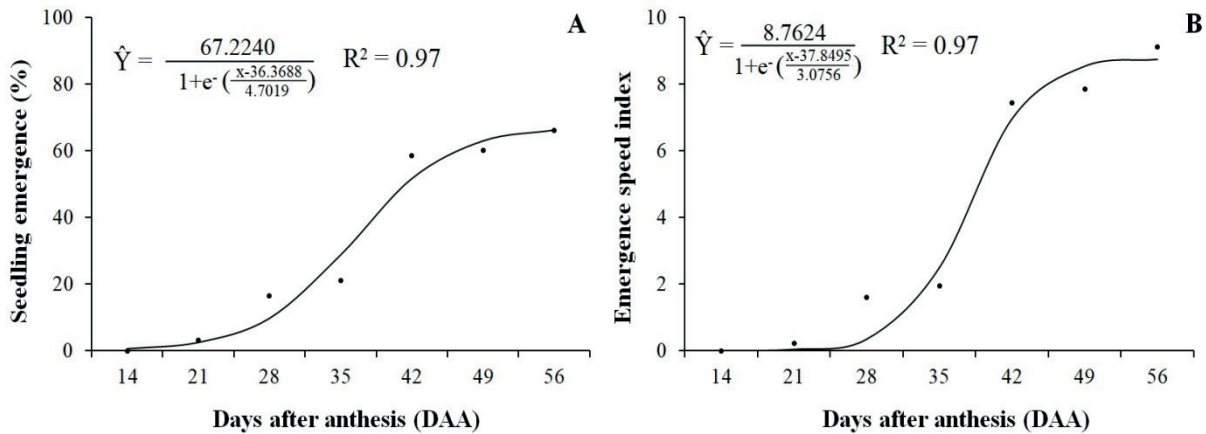 A
Ŷ = 67.2240 / 1+e-(x-36.3688 / 4.7019) R² = 0.97
Seedling emergence (%)
100
80
60
40
20
0
14 21 28 35 42 49 56
Days after anthesis (DAA)
B
Ŷ = 8.7624 / 1+e-(x-37.8495 / 3.0756) R² = 0.97
Emergence speed index
10
8
6
4
2
0
14 21 28 35 42 49 56
Days after anthesis (DAA)